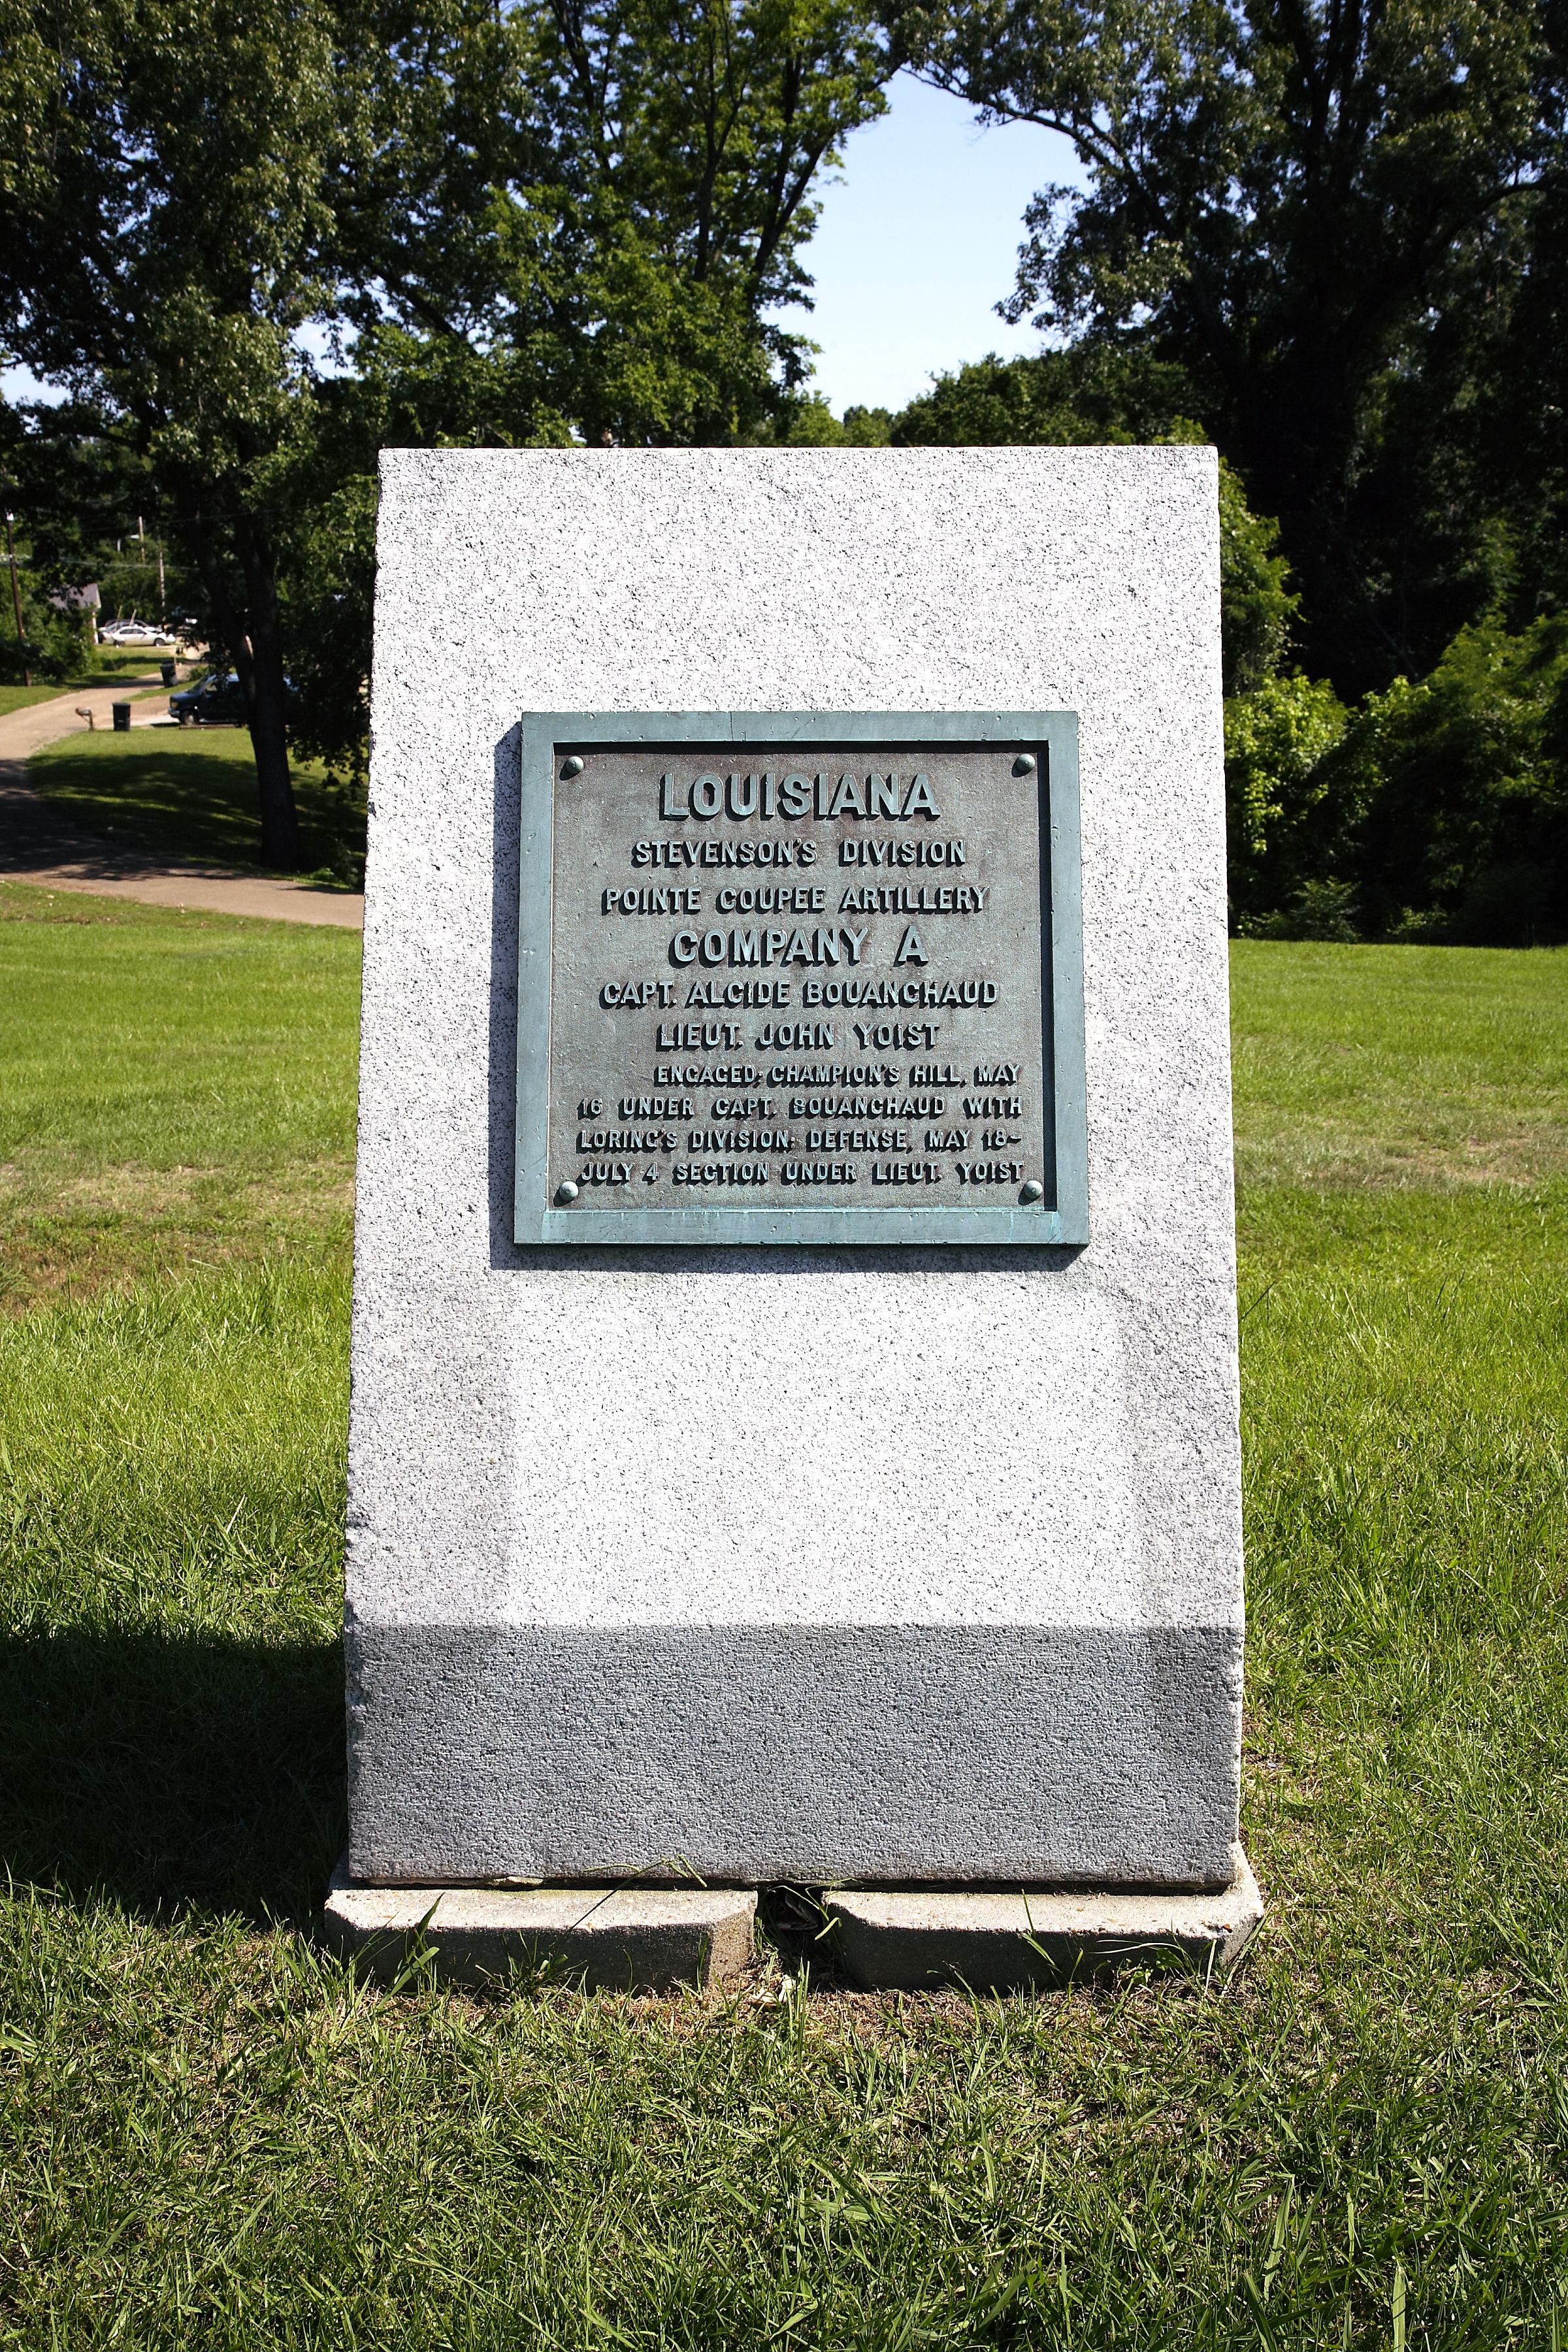 LOUISIANA
STEVENSON'S DIVISION
POINTE COUPEE ARTILLERY
COMPANY A
CAPT. ALCIDE BOUANCHAUD
LIEUT. JOHN YOIST
ENGAGED; CHAMPION'S HILL, MAY
16 UNDER CAPT. BOUANCHAUD WITH
LORING'S DIVISION: DEFENSE, MAY 18-
JULY 4 SECTION UNDER LIEUT. YOIST